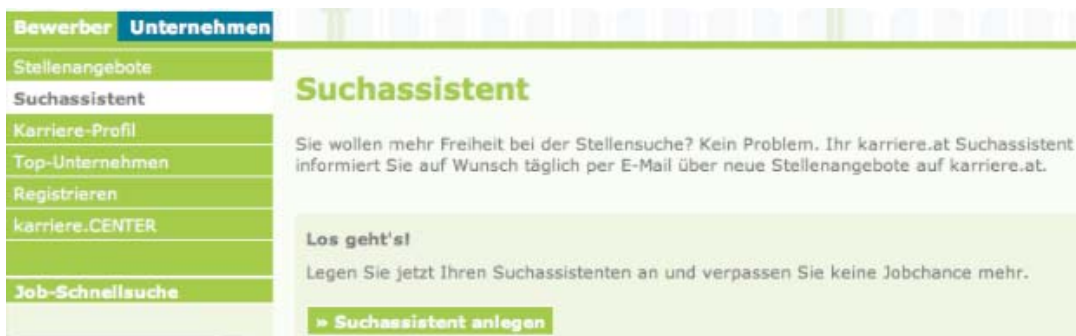 Bewerber Unternehmen
Stellenangebote
Suchassistent
Karriere-Profil
Top-Unternehmen
Registrieren
karriere.CENTER
Job-Schnellsuche
Suchassistent
Sie wollen mehr Freiheit bei der Stellensuche? Kein Problem. Ihr karriere.at Suchassistent
informiert Sie auf Wunsch täglich per E-Mail über neue Stellenangebote auf karriere.at.
Los geht's!
Legen Sie jetzt Ihren Suchassistenten an und verpassen Sie keine Jobchance mehr.
» Suchassistent anlegen